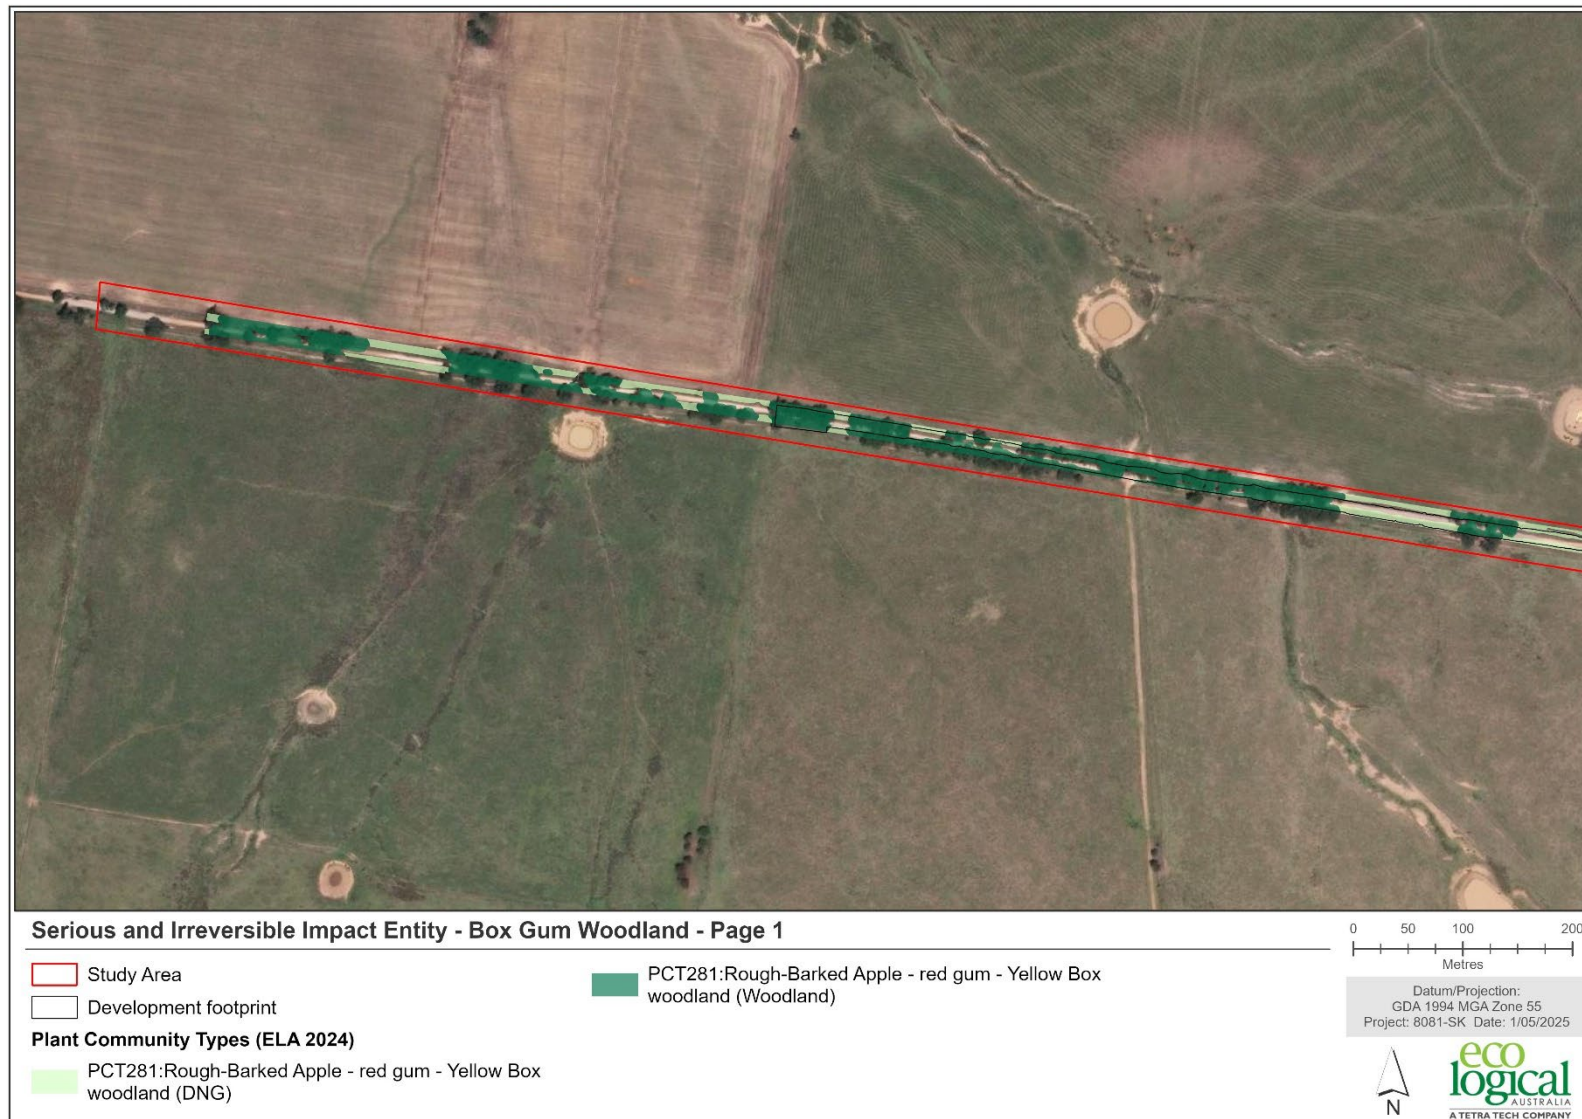 Serious and Irreversible Impact Entity - Box Gum Woodland - Page 1
Study Area
Development footprint
Plant Community Types (ELA 2024)
PCT281:Rough-Barked Apple - red gum - Yellow Box
woodland (DNG)
PCT281:Rough-Barked Apple - red gum - Yellow Box
woodland (Woodland)
0 50 100 200
Metres
Datum/Projection:
GDA 1994 MGA Zone 55
Project: 8081-SK Date: 1/05/2025
N
eco
logical
AUSTRALIA
A TETRA TECH COMPANY